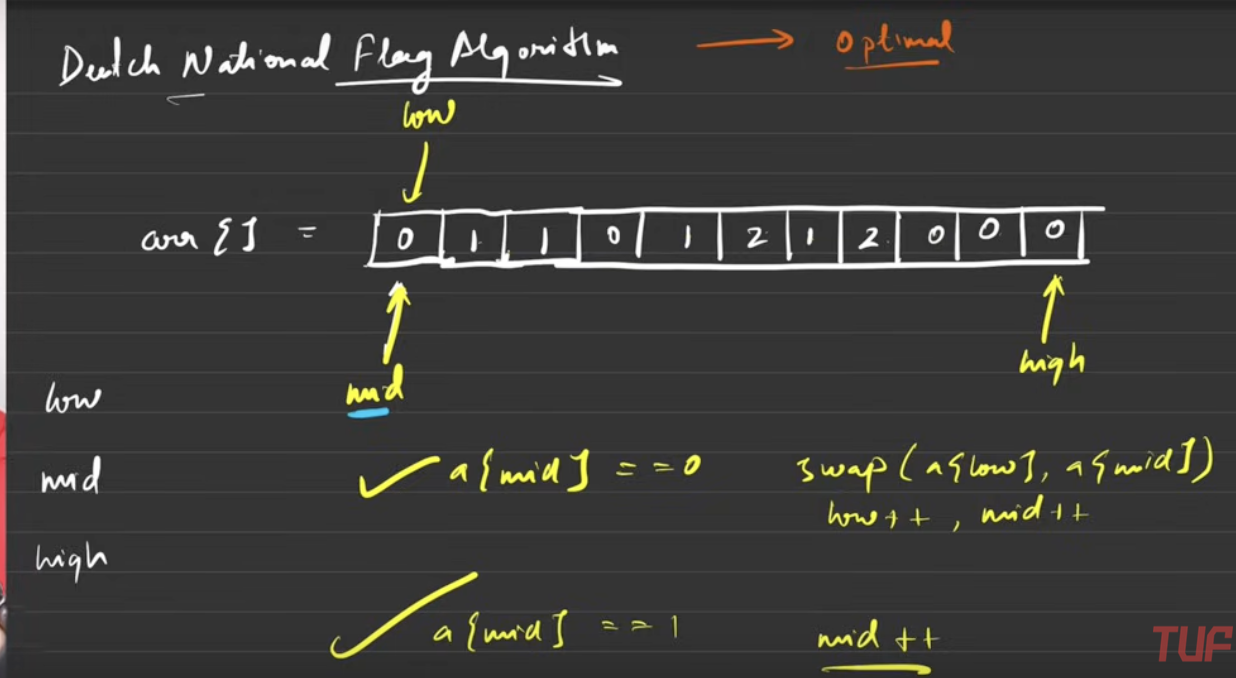 Dutch National Flag Algorithm → Optimal
low
arr[] = 0 1 1 0 1 2 1 2 0 0 0
high
low mid
mid a[mid] == 0 swap(a[low], a[mid])
low++, mid++
high
a[mid] == 1 mid++
TUF